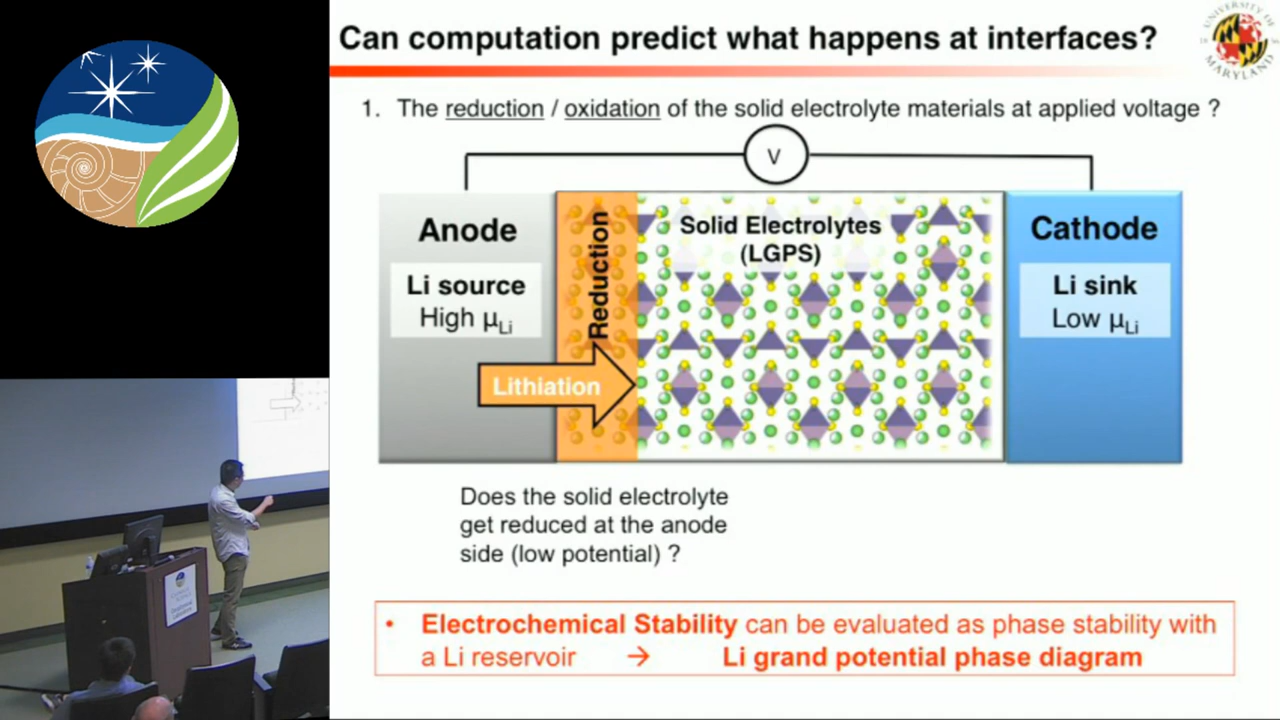 Can computation predict what happens at interfaces?
UNIVERSITY OF
MARYLAND
1. The reduction / oxidation of the solid electrolyte materials at applied voltage ?
V
Anode
Li source
High μLi
Reduction
Lithiation
Solid Electrolytes
(LGPS)
Cathode
Li sink
Low μLi
Does the solid electrolyte
get reduced at the anode
side (low potential) ?
• Electrochemical Stability can be evaluated as phase stability with
a Li reservoir → Li grand potential phase diagram